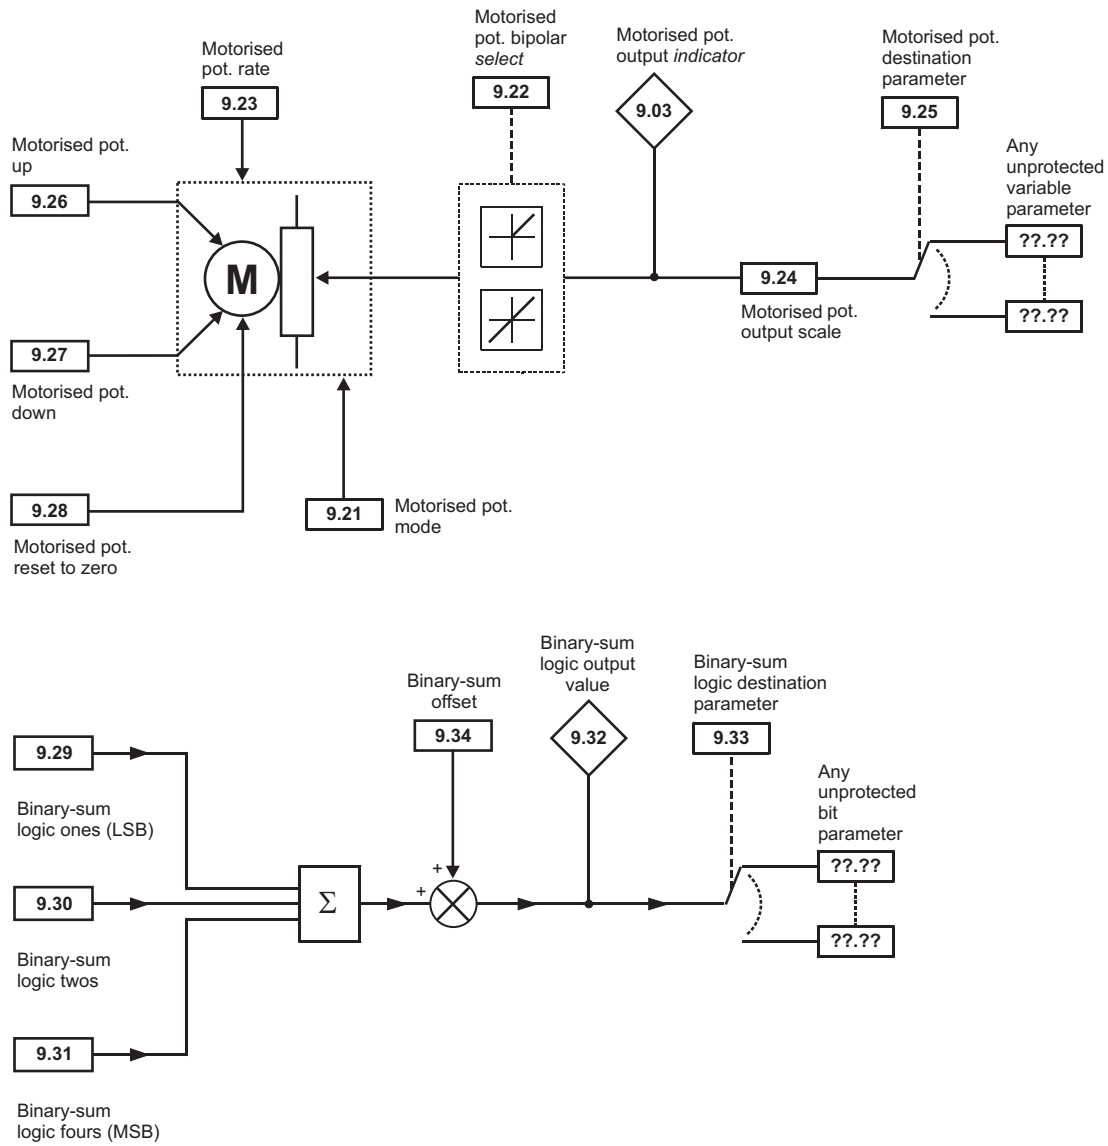 Motorised
pot. rate
9.23
Motorised
pot. bipolar
select
9.22
Motorised pot.
output indicator
9.03
Motorised pot.
destination
parameter
9.25
Any
unprotected
variable
parameter
??.??
??.??
Motorised pot.
up
9.26
M
9.24
Motorised pot.
output scale
9.27
Motorised pot.
down
9.28
Motorised pot.
reset to zero
9.21
Motorised pot.
mode
Binary-sum
offset
9.34
Binary-sum
logic output
value
9.32
Binary-sum
logic destination
parameter
9.33
Any
unprotected
bit
parameter
??.??
??.??
9.29
Binary-sum
logic ones (LSB)
9.30
Binary-sum
logic twos
Σ
+
+
9.31
Binary-sum
logic fours (MSB)